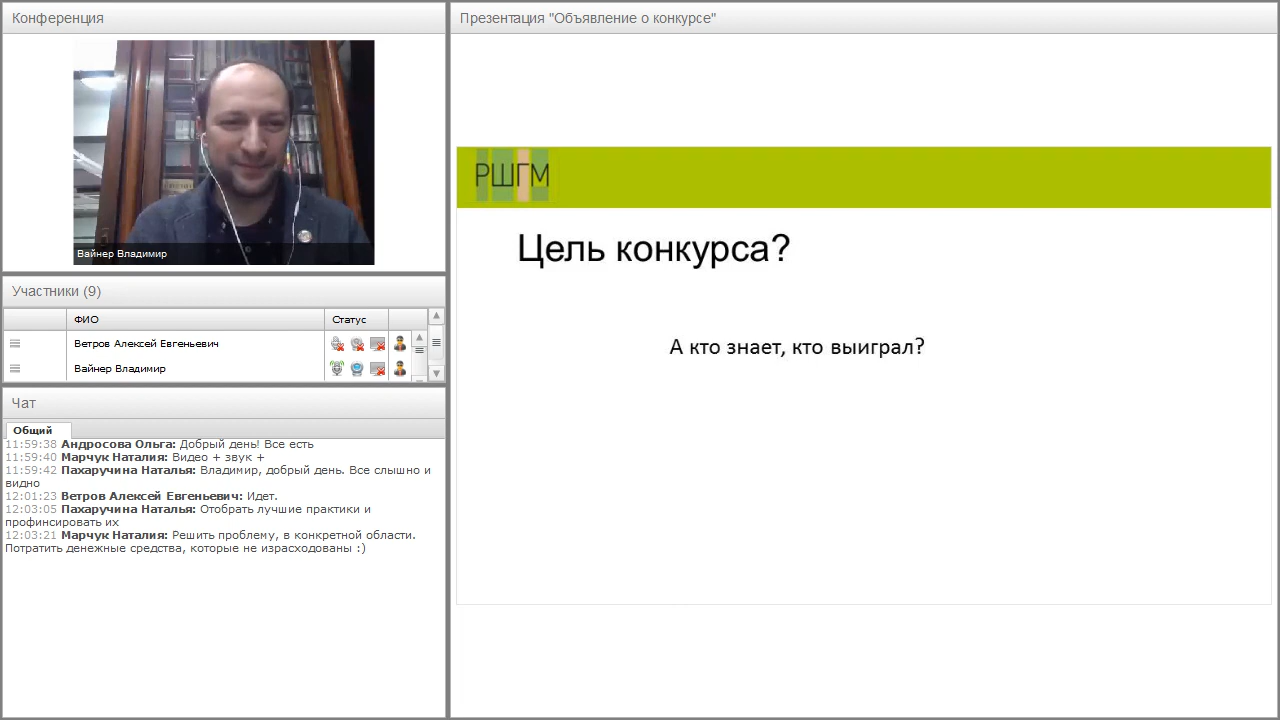 Конференция
Вайнер Владимир
Участники (9)
ФИО Статус
Ветров Алексей Евгеньевич
Вайнер Владимир
Чат
Общий
11:59:38 Андросова Ольга: Добрый день! Все есть
11:59:40 Марчук Наталия: Видео + звук +
11:59:42 Пахаручина Наталья: Владимир, добрый день. Все слышно и
видно
12:01:23 Ветров Алексей Евгеньевич: Идет.
12:03:05 Пахаручина Наталья: Отобрать лучшие практики и
профинсировать их
12:03:21 Марчук Наталия: Решить проблему, в конкретной области.
Потратить денежные средства, которые не израсходованы :)
Презентация "Объявление о конкурсе"
РШГМ
Цель конкурса?
А кто знает, кто выиграл?